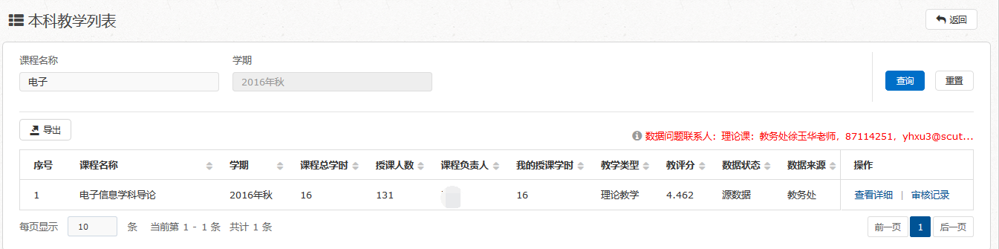 本科教学列表
返回
课程名称 学期
电子 2016年秋 查询 重置
导出 数据问题联系人：理论课：教务处徐玉华老师，87114251，yhxu3@scut...
序号 课程名称 学期 课程总学时 授课人数 课程负责人 我的授课学时 教学类型 教评分 数据状态 数据来源 操作
1 电子信息学科导论 2016年秋 16 131 16 理论教学 4.462 源数据 教务处 查看详细 | 审核记录
每页显示 10 条 当前第 1 - 1 条 共计 1 条 前一页 1 后一页